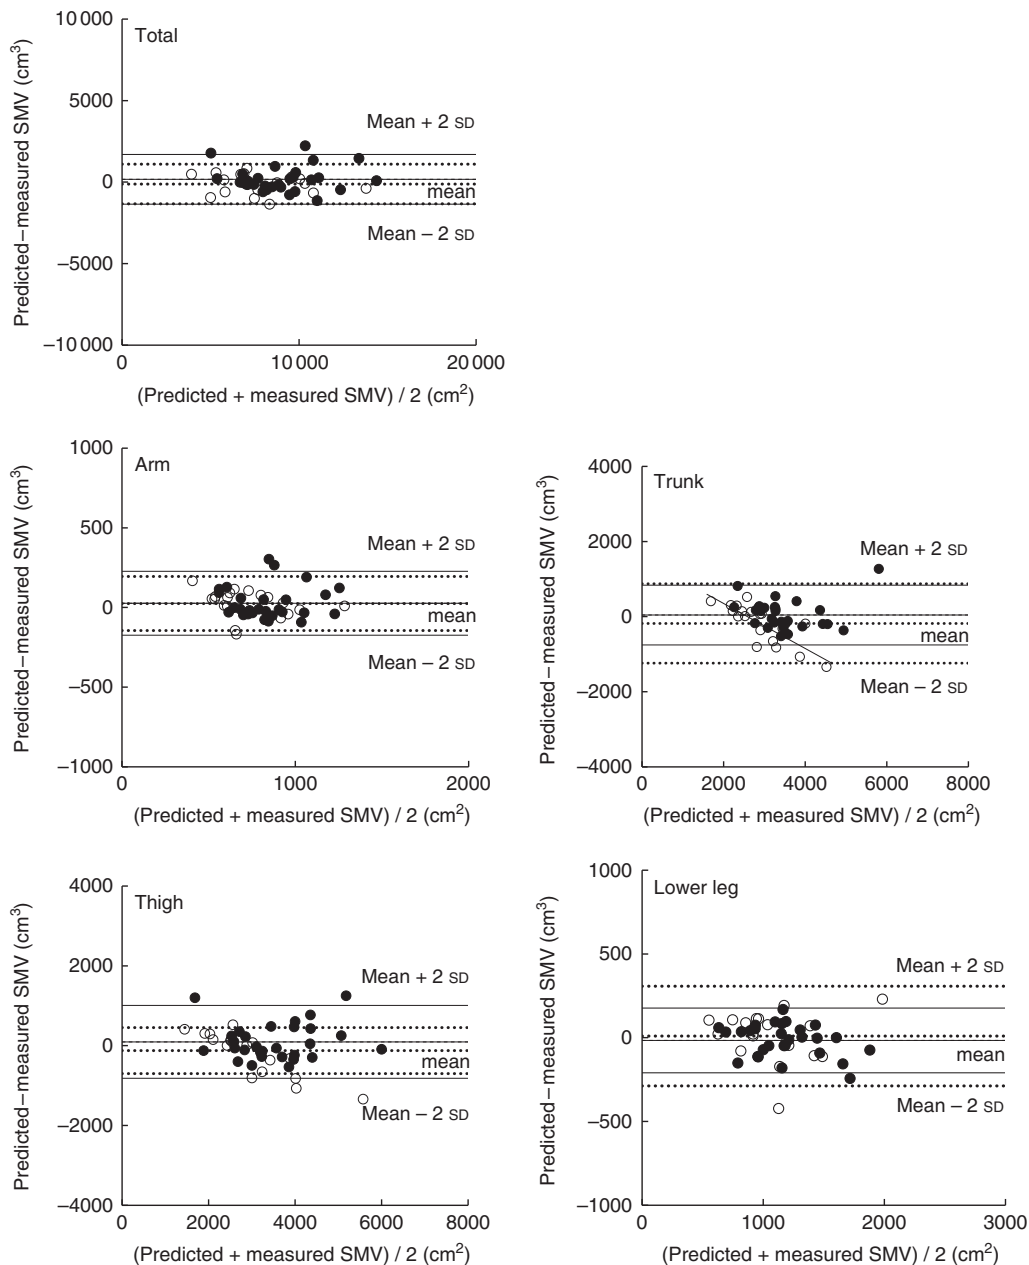 Total
10 000
5000
0
−5000
−10 000
Predicted−measured SMV (cm³)
Mean + 2 SD
mean
Mean − 2 SD
0
10 000
20 000
(Predicted + measured SMV) / 2 (cm²)
Arm
1000
500
0
−500
−1000
Predicted−measured SMV (cm³)
Mean + 2 SD
mean
Mean − 2 SD
0
1000
2000
(Predicted + measured SMV) / 2 (cm²)
Trunk
4000
2000
0
−2000
−4000
Predicted−measured SMV (cm³)
Mean + 2 SD
mean
Mean − 2 SD
0
2000
4000
6000
8000
(Predicted + measured SMV) / 2 (cm²)
Thigh
4000
2000
0
−2000
−4000
Predicted−measured SMV (cm³)
Mean + 2 SD
mean
Mean − 2 SD
0
2000
4000
6000
8000
(Predicted + measured SMV) / 2 (cm²)
Lower leg
1000
500
0
−500
−1000
Predicted−measured SMV (cm³)
Mean + 2 SD
mean
Mean − 2 SD
0
1000
2000
3000
(Predicted + measured SMV) / 2 (cm²)